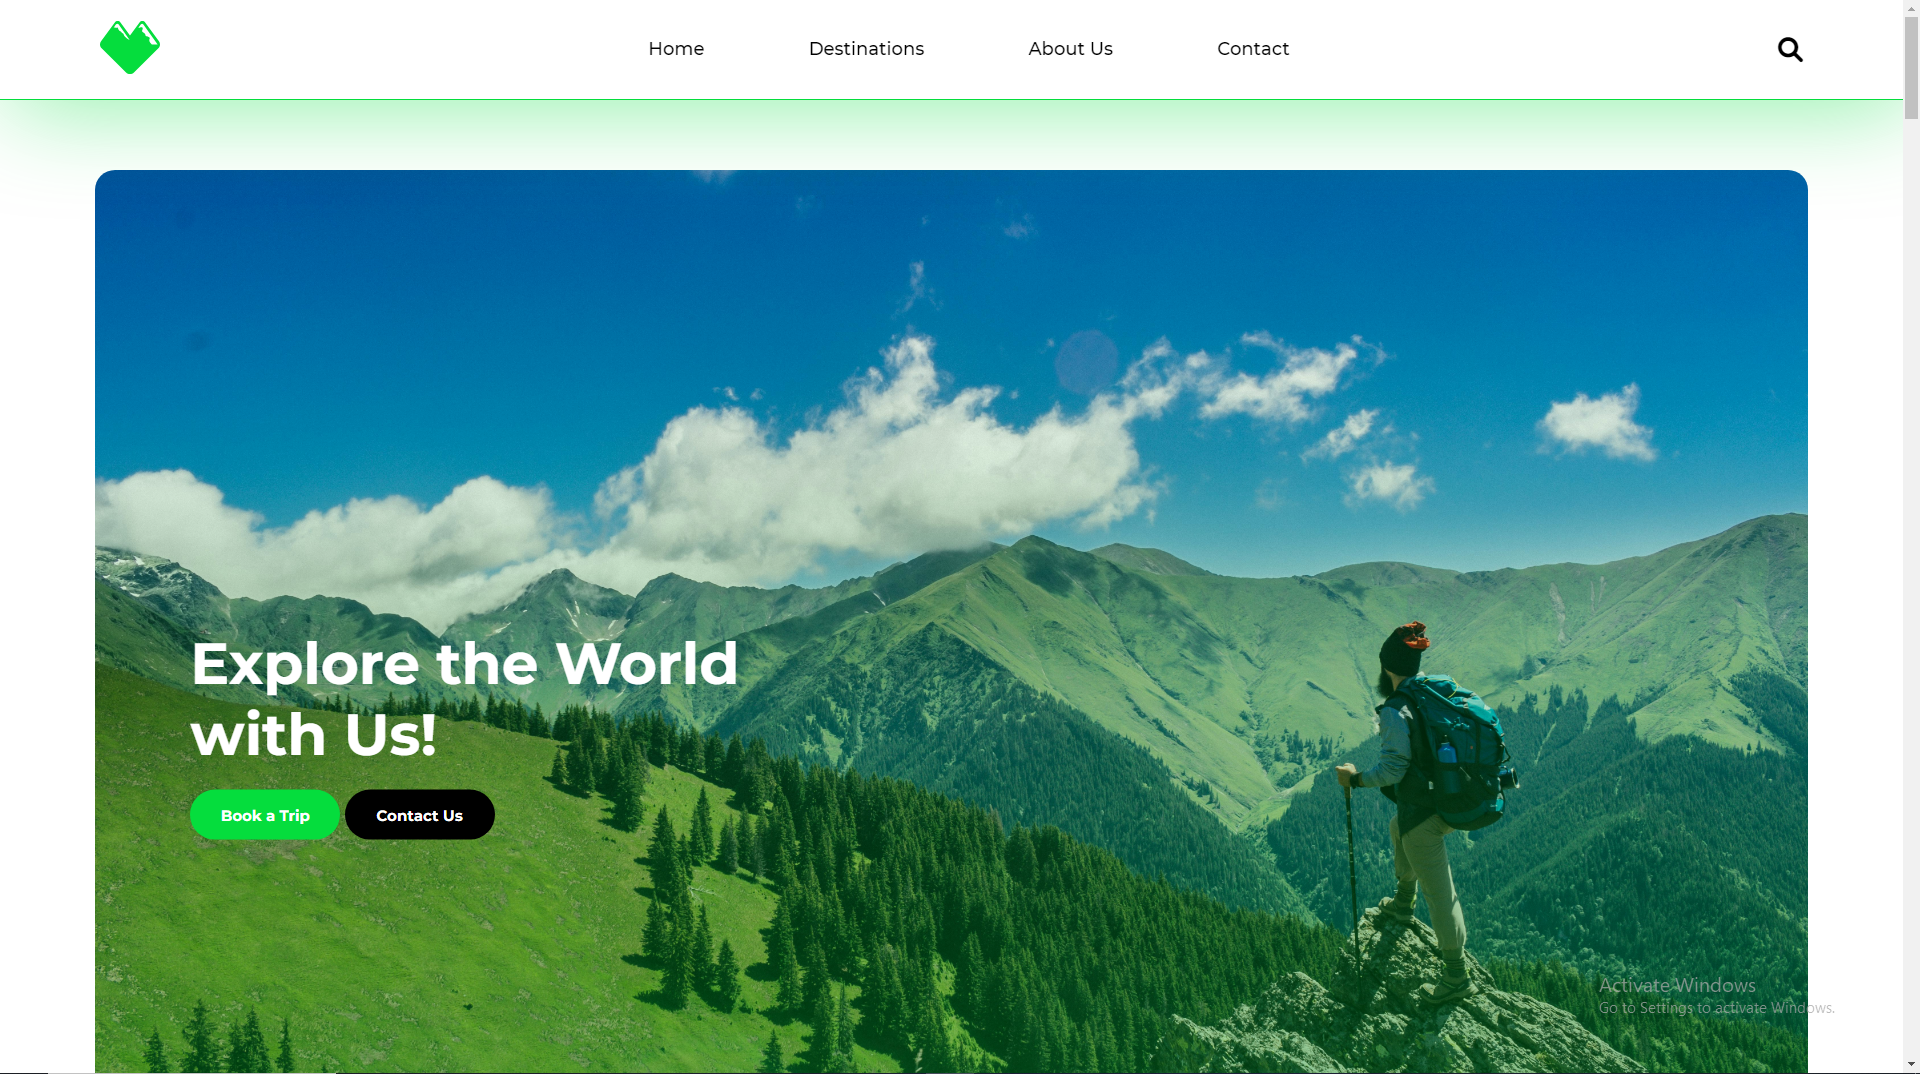 Home
Destinations
About Us
Contact
Explore the World
with Us!
Book a Trip
Contact Us
Activate Windows
Go to Settings to activate Windows.